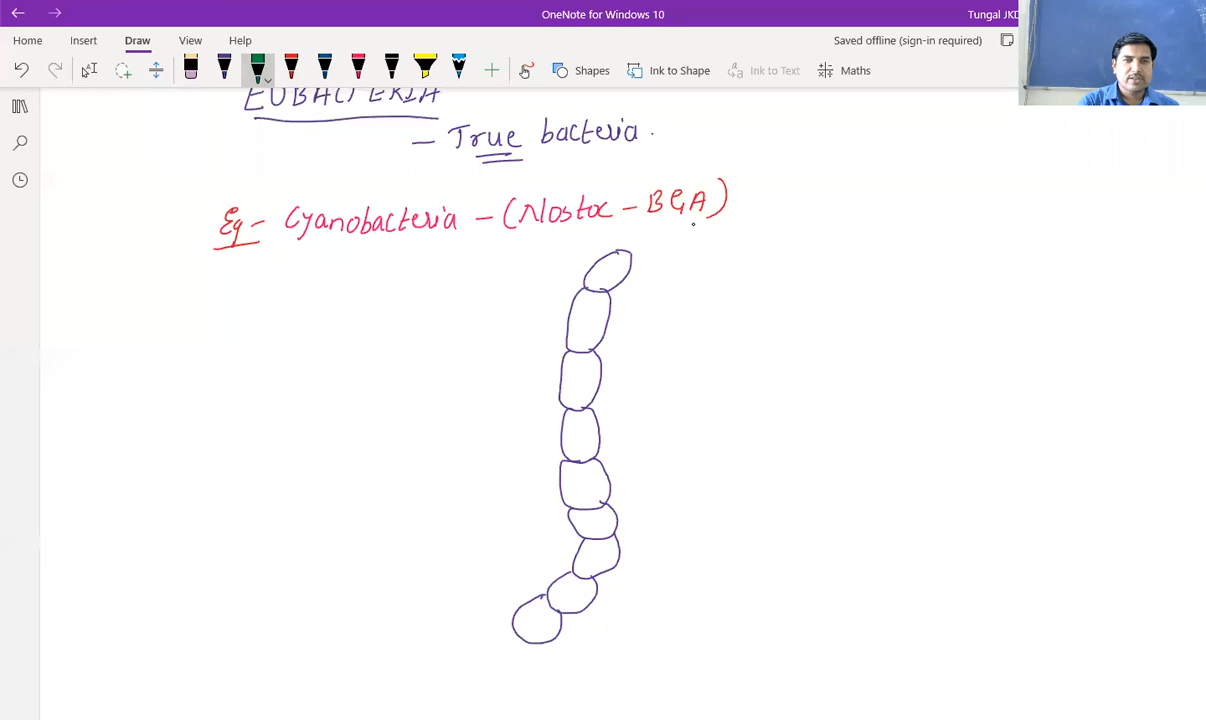 OneNote for Windows 10
Tungal JKD
Home Insert Draw View Help
Saved offline (sign-in required)
Shapes
Ink to Shape
Ink to Text
Maths
EUBACTERIA
– True bacteria.
Eg – Cyanobacteria – (Nostoc – BGA)